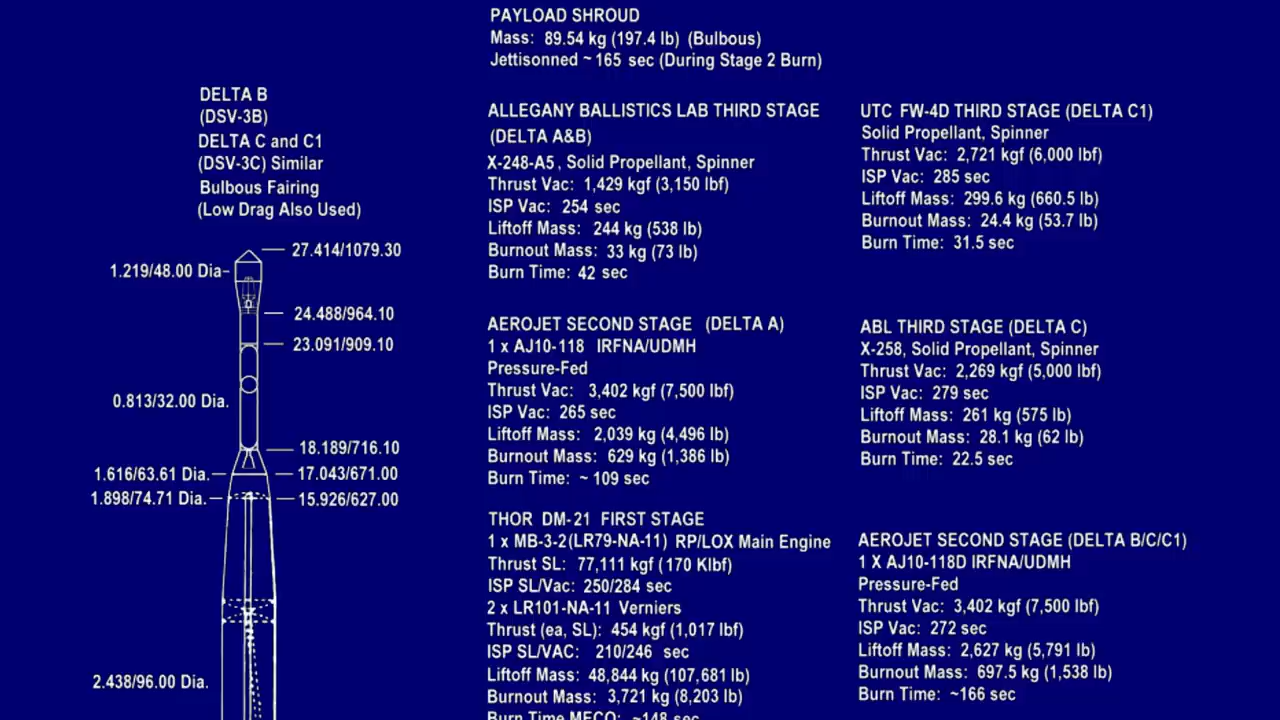 PAYLOAD SHROUD
Mass: 89.54 kg (197.4 lb) (Bulbous)
Jettisonned ~ 165 sec (During Stage 2 Burn)
DELTA B
(DSV-3B)
DELTA C and C1
(DSV-3C) Similar
Bulbous Fairing
(Low Drag Also Used)
27.414/1079.30
1.219/48.00 Dia
24.488/964.10
23.091/909.10
0.813/32.00 Dia.
18.189/716.10
1.616/63.61 Dia.
17.043/671.00
1.898/74.71 Dia.
15.926/627.00
2.438/96.00 Dia.
ALLEGANY BALLISTICS LAB THIRD STAGE
(DELTA A&B)
X-248-A5, Solid Propellant, Spinner
Thrust Vac: 1,429 kgf (3,150 lbf)
ISP Vac: 254 sec
Liftoff Mass: 244 kg (538 lb)
Burnout Mass: 33 kg (73 lb)
Burn Time: 42 sec
AEROJET SECOND STAGE (DELTA A)
1 x AJ10-118 IRFNA/UDMH
Pressure-Fed
Thrust Vac: 3,402 kgf (7,500 lbf)
ISP Vac: 265 sec
Liftoff Mass: 2,039 kg (4,496 lb)
Burnout Mass: 629 kg (1,386 lb)
Burn Time: ~ 109 sec
THOR DM-21 FIRST STAGE
1 x MB-3-2(LR79-NA-11) RP/LOX Main Engine
Thrust SL: 77,111 kgf (170 Klbf)
ISP SL/Vac: 250/284 sec
2 x LR101-NA-11 Verniers
Thrust (ea, SL): 454 kgf (1,017 lbf)
ISP SL/VAC: 210/246 sec
Liftoff Mass: 48,844 kg (107,681 lb)
Burnout Mass: 3,721 kg (8,203 lb)
Burn Time MECO: ~148 sec
UTC FW-4D THIRD STAGE (DELTA C1)
Solid Propellant, Spinner
Thrust Vac: 2,721 kgf (6,000 lbf)
ISP Vac: 285 sec
Liftoff Mass: 299.6 kg (660.5 lb)
Burnout Mass: 24.4 kg (53.7 lb)
Burn Time: 31.5 sec
ABL THIRD STAGE (DELTA C)
X-258, Solid Propellant, Spinner
Thrust Vac: 2,269 kgf (5,000 lbf)
ISP Vac: 279 sec
Liftoff Mass: 261 kg (575 lb)
Burnout Mass: 28.1 kg (62 lb)
Burn Time: 22.5 sec
AEROJET SECOND STAGE (DELTA B/C/C1)
1 X AJ10-118D IRFNA/UDMH
Pressure-Fed
Thrust Vac: 3,402 kgf (7,500 lbf)
ISP Vac: 272 sec
Liftoff Mass: 2,627 kg (5,791 lb)
Burnout Mass: 697.5 kg (1,538 lb)
Burn Time: ~166 sec